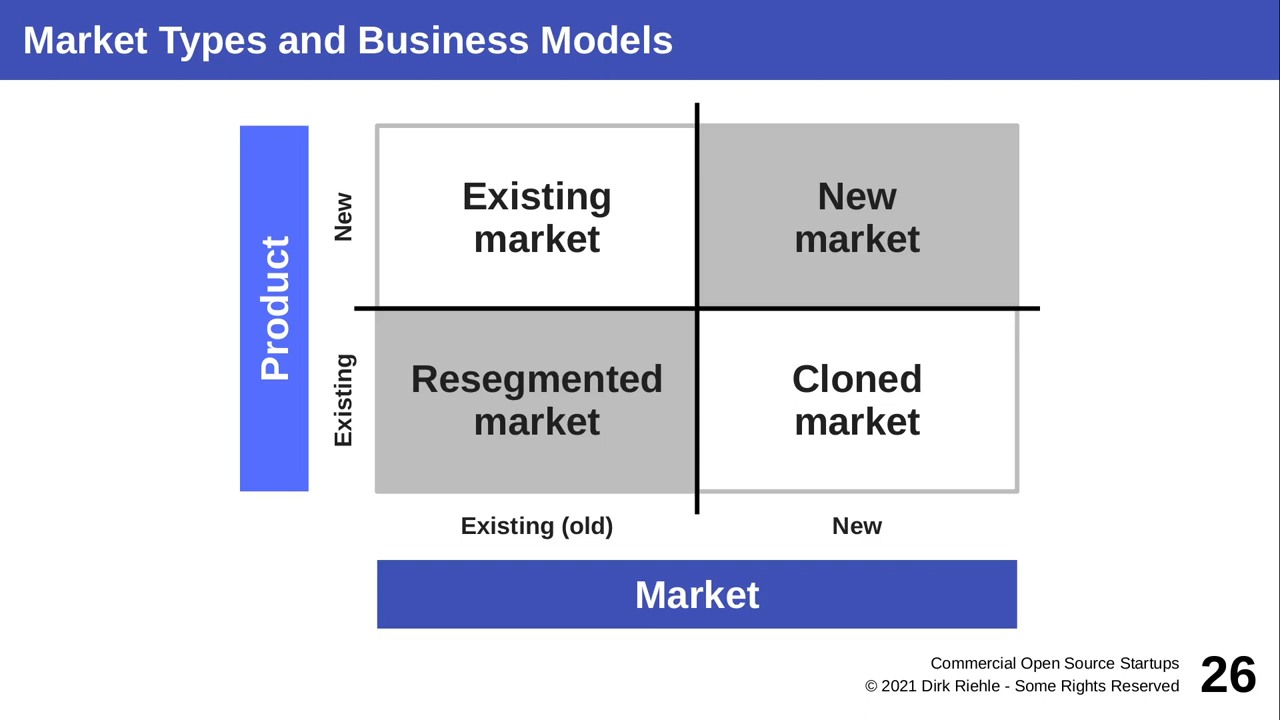 Market Types and Business Models
Product
New
Existing
market
New
market
Existing
Resegmented
market
Cloned
market
Existing (old)
New
Market
Commercial Open Source Startups
© 2021 Dirk Riehle - Some Rights Reserved
26